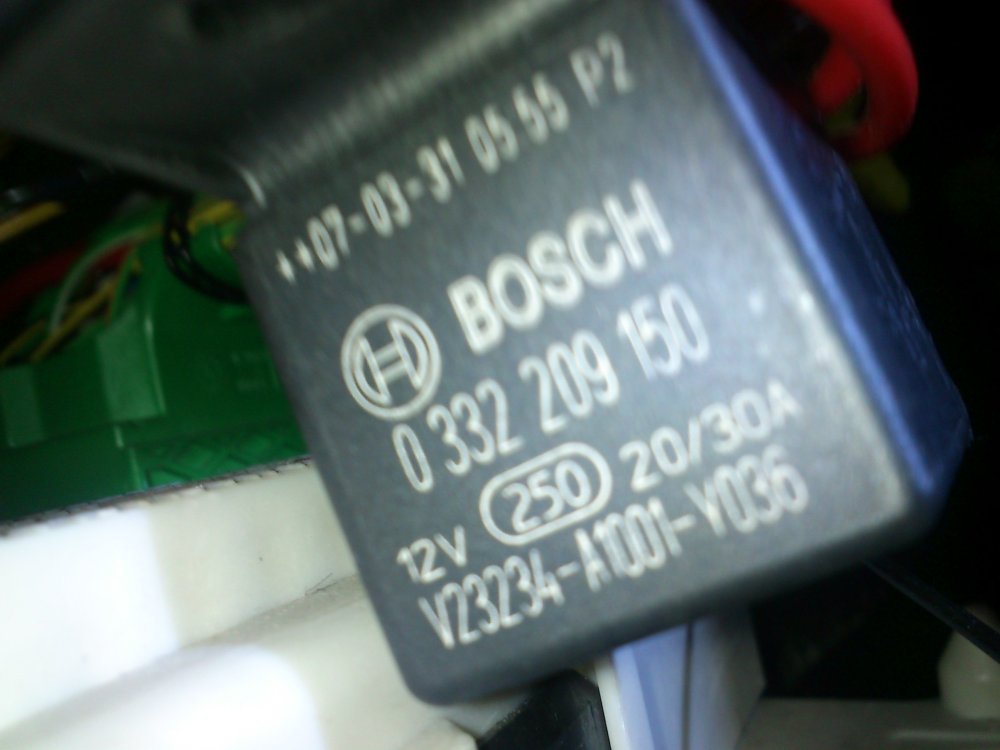 **07-03-31 05 55 P2
BOSCH
0 332 209 150
12V 250 20/30A
V23234-A1001-Y036